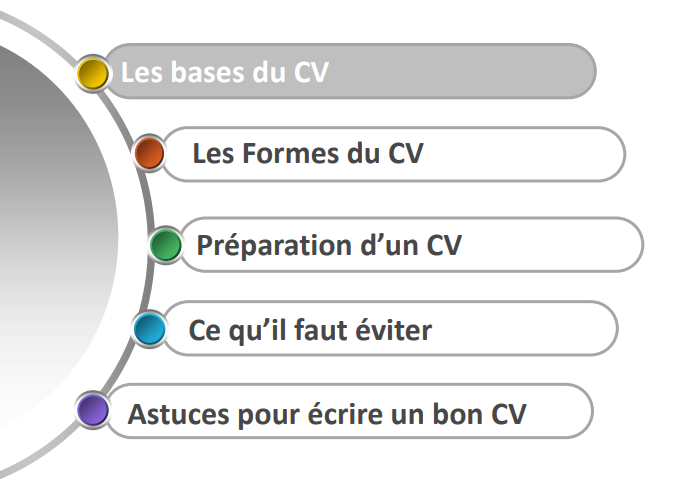 Les bases du CV
Les Formes du CV
Préparation d’un CV
Ce qu’il faut éviter
Astuces pour écrire un bon CV